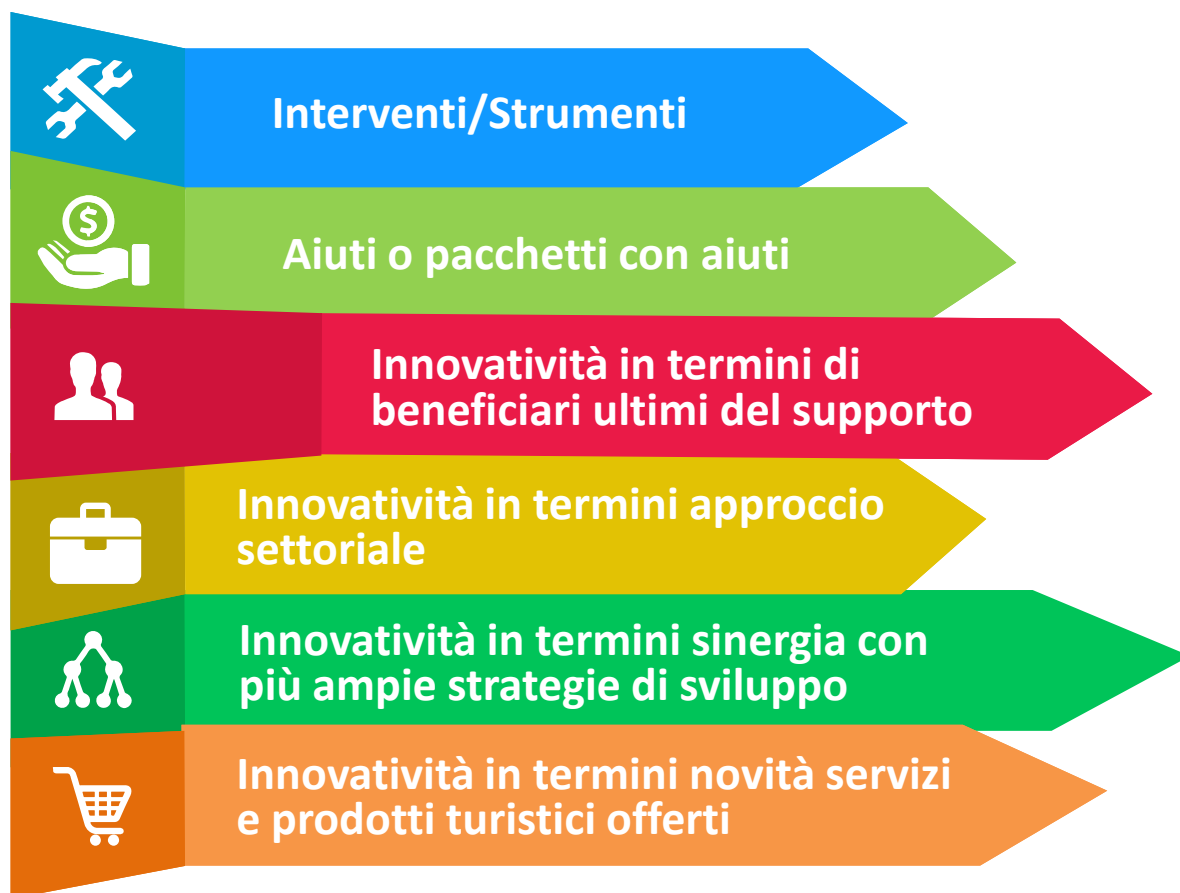 Interventi/Strumenti
$
Aiuti o pacchetti con aiuti
Innovatività in termini di
beneficiari ultimi del supporto
Innovatività in termini approccio
settoriale
Innovatività in termini sinergia con
più ampie strategie di sviluppo
Innovatività in termini novità servizi
e prodotti turistici offerti